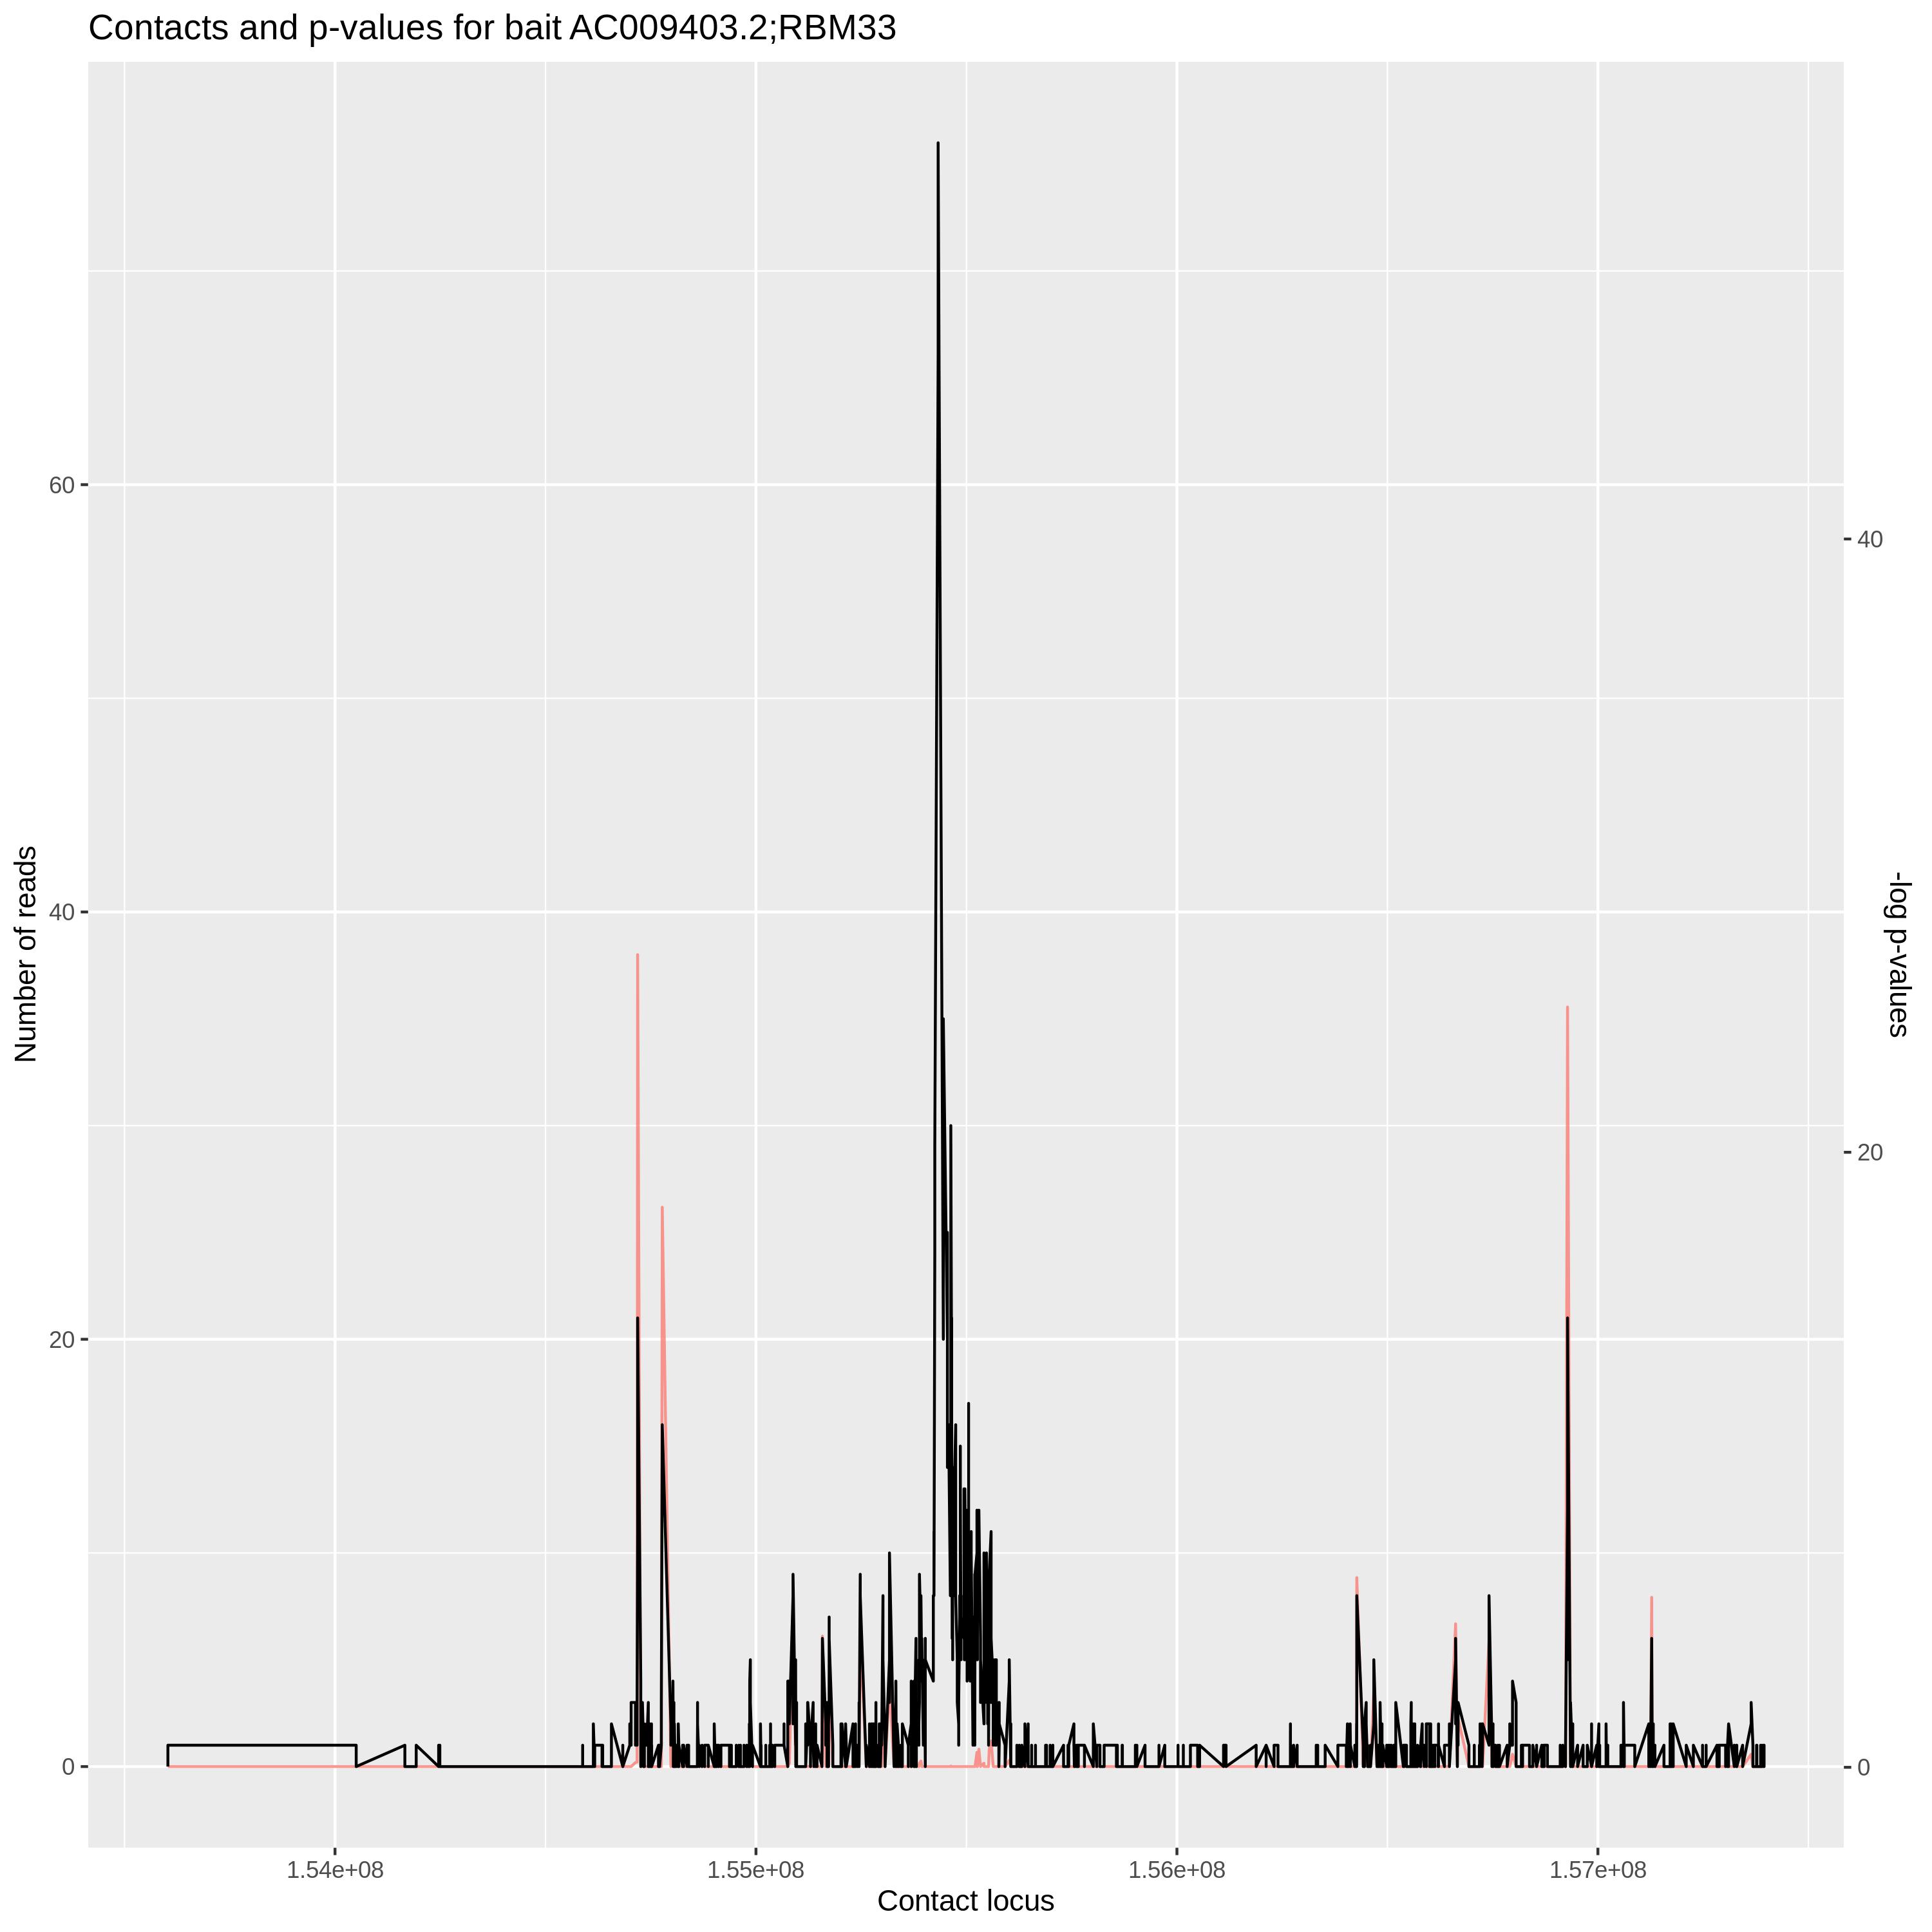 Contacts and p-values for bait AC009403.2;RBM33
Number of reads
60
40
20
0
40
20
0
-log p-values
1.54e+08
1.55e+08
1.56e+08
1.57e+08
Contact locus